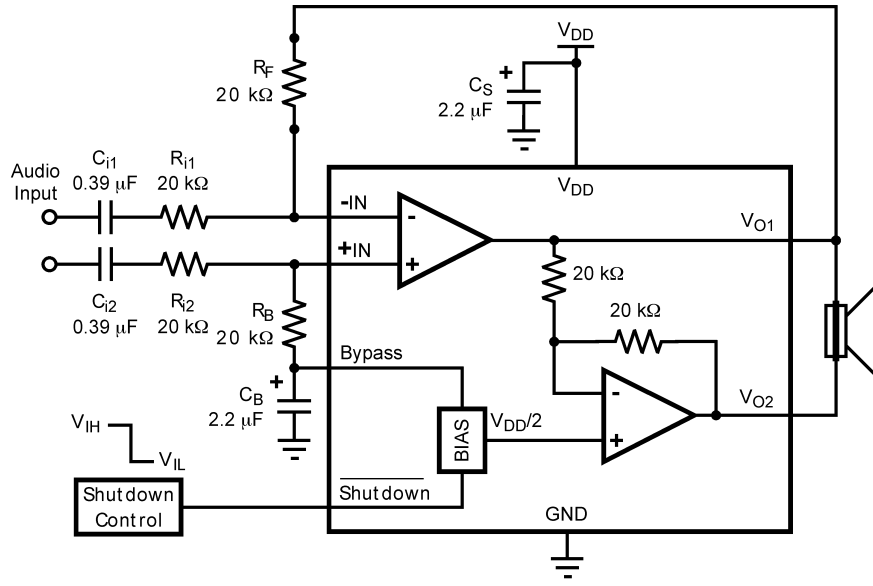 V_DD
R_F
20 kΩ
+
C_S
2.2 µF
Audio
Input
C_i1
0.39 µF
R_i1
20 kΩ
V_DD
-IN
-
V_O1
+IN
+
20 kΩ
C_i2
0.39 µF
R_i2
20 kΩ
R_B
20 kΩ
20 kΩ
Bypass
+
C_B
2.2 µF
-
V_O2
BIAS
V_DD/2
+
V_IH
V_IL
Shutdown
Shutdown
Control
GND